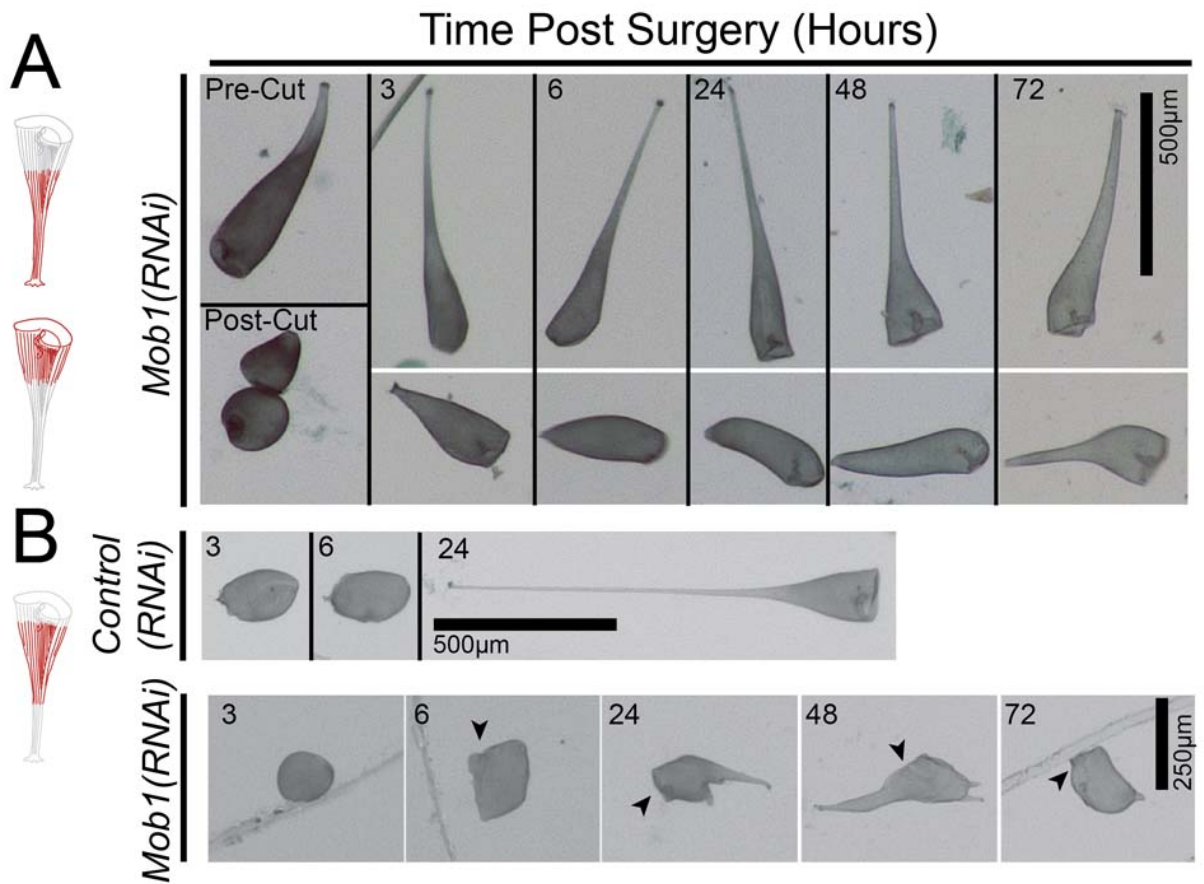 Time Post Surgery (Hours)
A
Mob1(RNAi)
Pre-Cut
3
6
24
48
72
500µm
Post-Cut
B
Control
(RNAi)
3
6
24
500µm
Mob1(RNAi)
3
6
24
48
72
250µm